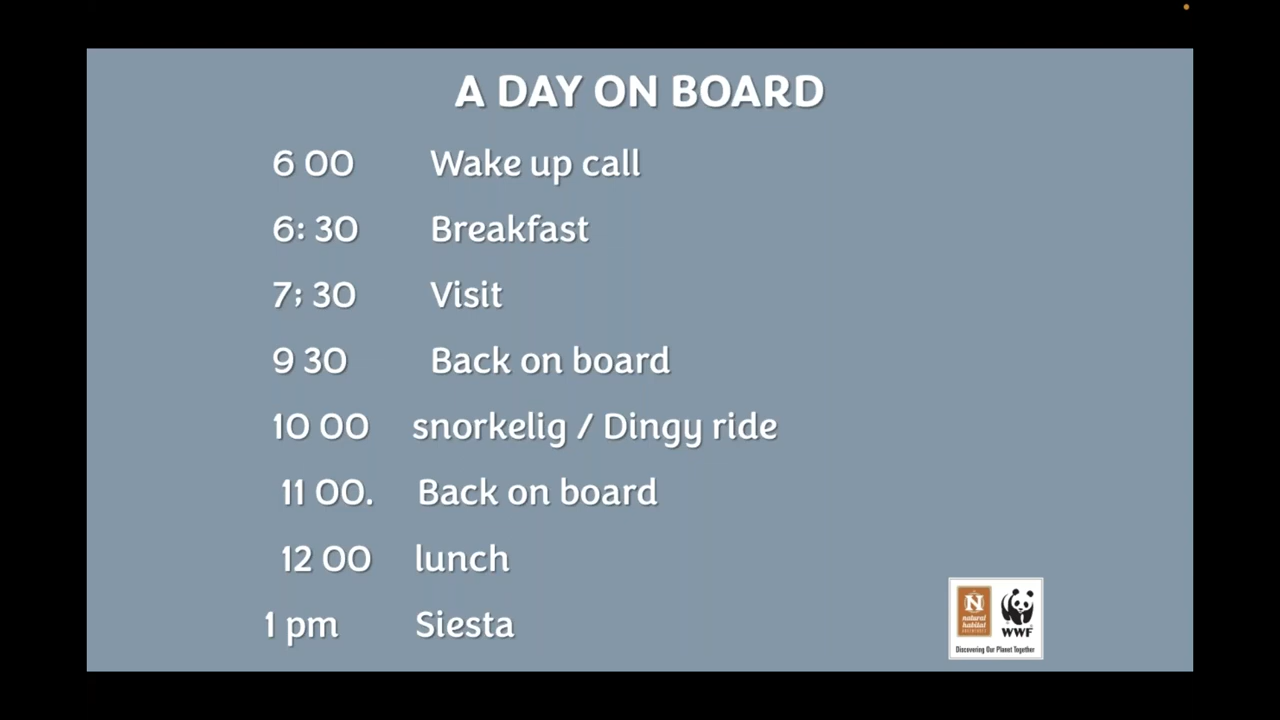 A DAY ON BOARD
6 00 Wake up call
6: 30 Breakfast
7; 30 Visit
9 30 Back on board
10 00 snorkelig / Dingy ride
11 00. Back on board
12 00 lunch
1 pm Siesta
N
natural
habitat
ADVENTURES
WWF
Discovering Our Planet Together